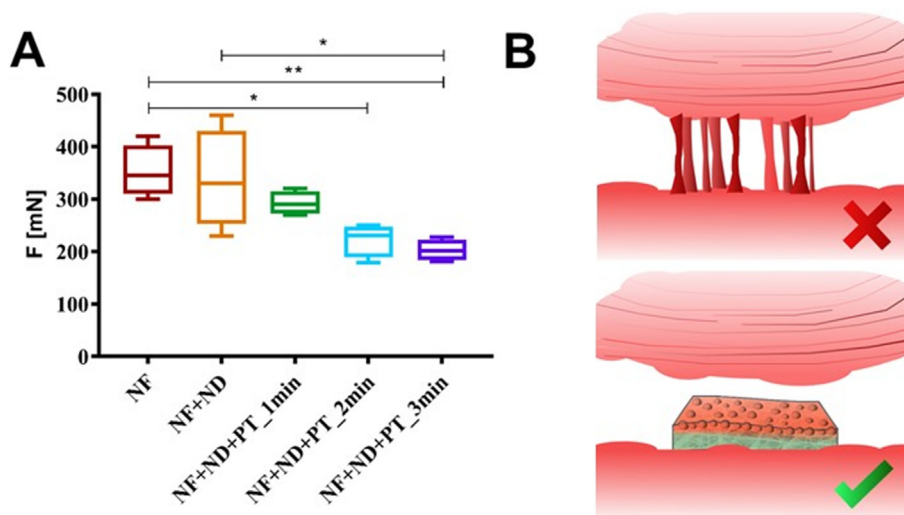 A
B
*
**
*
500
400
300
200
100
0
F [mN]
NF
NF+ND
NF+ND+PT_1min
NF+ND+PT_2min
NF+ND+PT_3min